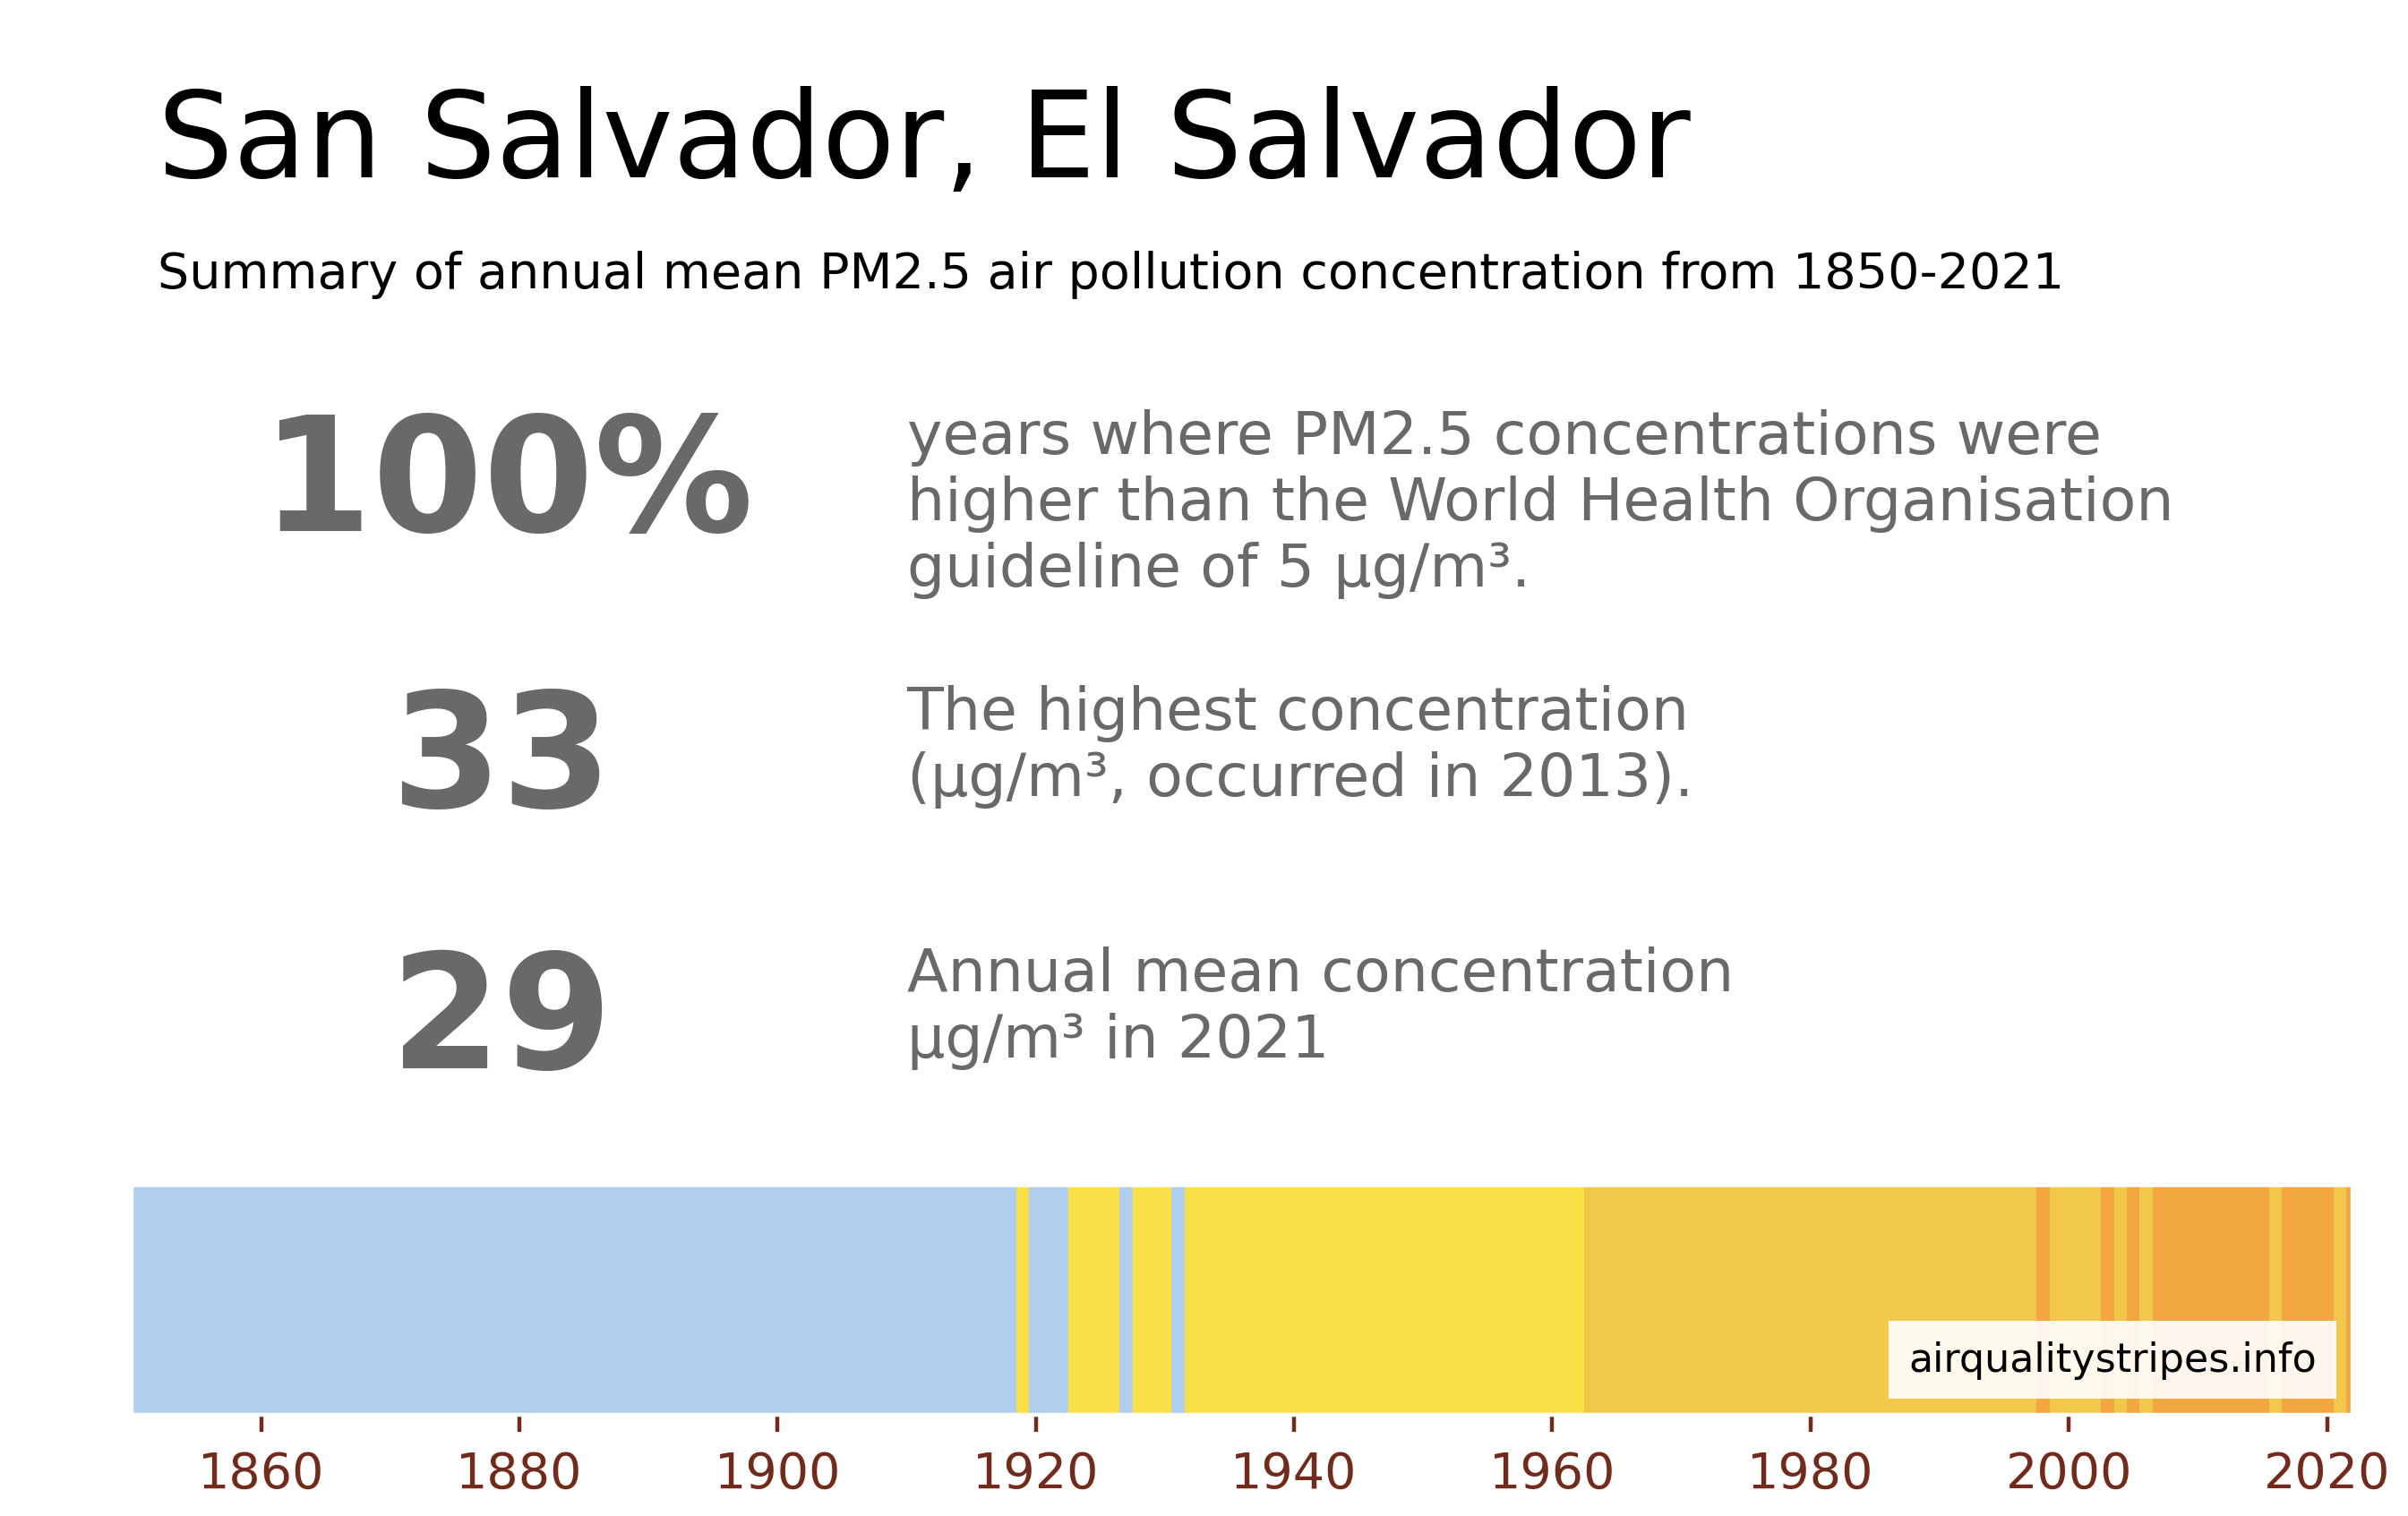 San Salvador, El Salvador
Summary of annual mean PM2.5 air pollution concentration from 1850-2021
100%
years where PM2.5 concentrations were
higher than the World Health Organisation
guideline of 5 µg/m³.
33
The highest concentration
(µg/m³, occurred in 2013).
29
Annual mean concentration
µg/m³ in 2021
airqualitystripes.info
1860 1880 1900 1920 1940 1960 1980 2000 2020